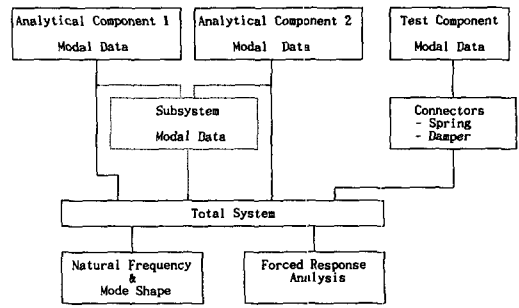 Analytical Component 1
Modal Data
Analytical Component 2
Modal Data
Test Component
Modal Data
Subsystem
Modal Data
Connectors
- Spring
- Damper
Total System
Natural Frequency
&
Mode Shape
Forced Response
Analysis